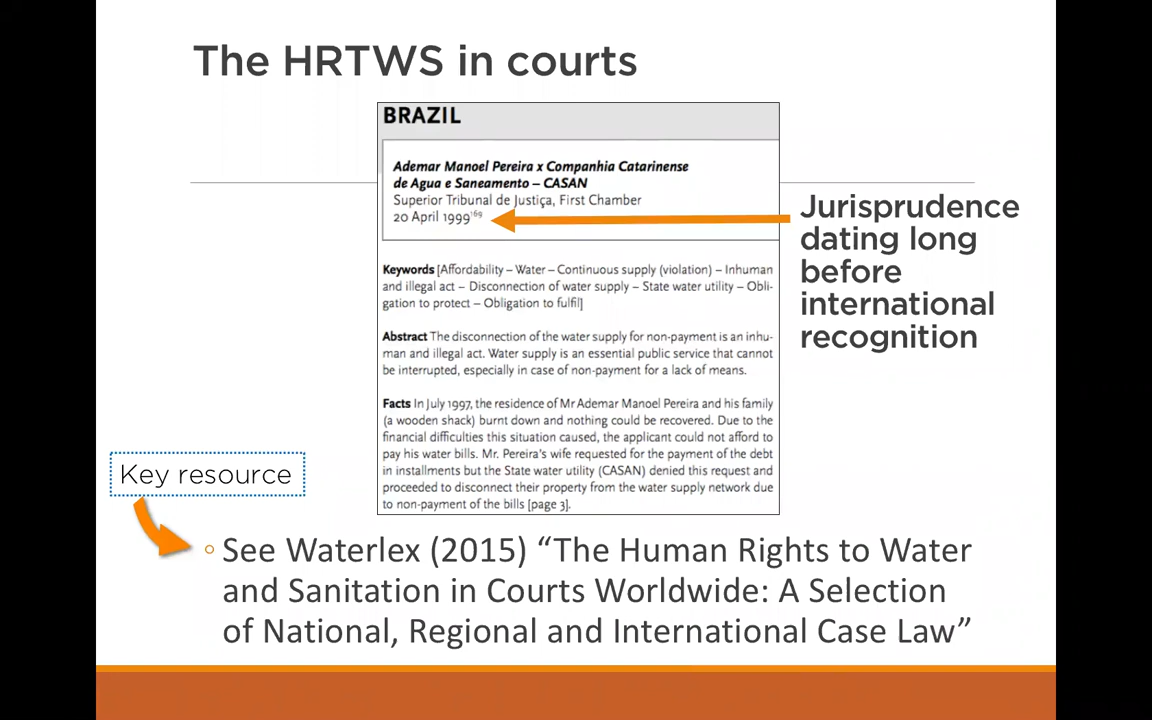 The HRTWS in courts
BRAZIL
Ademar Manoel Pereira x Companhia Catarinense
de Agua e Saneamento – CASAN
Superior Tribunal de Justiça, First Chamber
20 April 1999¹⁶⁹
Keywords [Affordability – Water – Continuous supply (violation) – Inhuman
and illegal act – Disconnection of water supply – State water utility – Obli-
gation to protect – Obligation to fulfil]
Abstract The disconnection of the water supply for non-payment is an inhu-
man and illegal act. Water supply is an essential public service that cannot
be interrupted, especially in case of non-payment for a lack of means.
Facts In July 1997, the residence of Mr Ademar Manoel Pereira and his family
(a wooden shack) burnt down and nothing could be recovered. Due to the
financial difficulties this situation caused, the applicant could not afford to
pay his water bills. Mr. Pereira's wife requested for the payment of the debt
in installments but the State water utility (CASAN) denied this request and
proceeded to disconnect their property from the water supply network due
to non-payment of the bills [page 3].
Jurisprudence
dating long
before
international
recognition
Key resource
◦ See Waterlex (2015) “The Human Rights to Water
and Sanitation in Courts Worldwide: A Selection
of National, Regional and International Case Law”